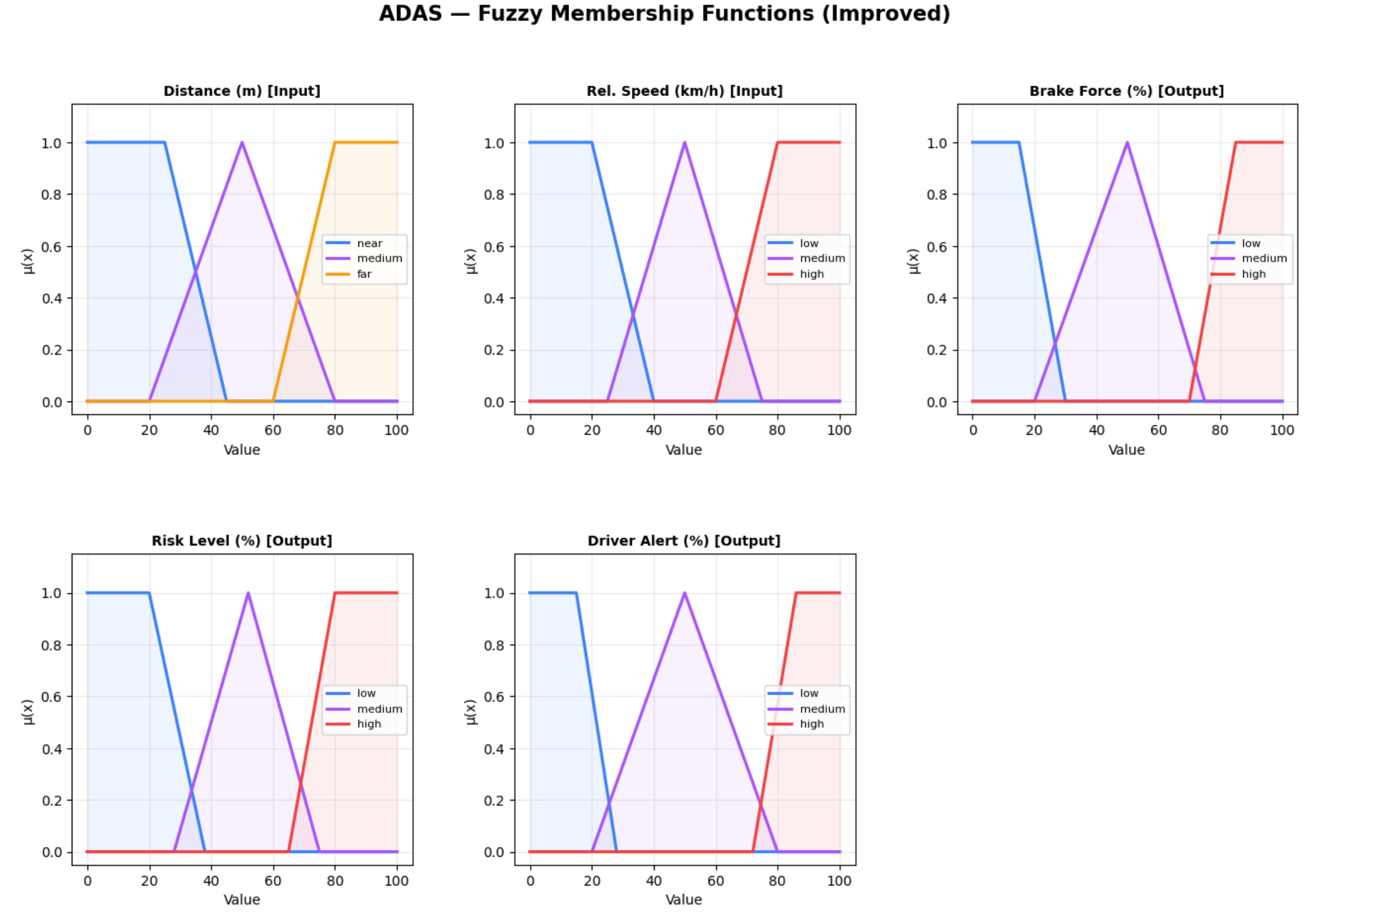 ADAS — Fuzzy Membership Functions (Improved)
Distance (m) [Input]
μ(x)
1.0
0.8
0.6
0.4
0.2
0.0
near
medium
far
0 20 40 60 80 100
Value
Rel. Speed (km/h) [Input]
μ(x)
1.0
0.8
0.6
0.4
0.2
0.0
low
medium
high
0 20 40 60 80 100
Value
Brake Force (%) [Output]
μ(x)
1.0
0.8
0.6
0.4
0.2
0.0
low
medium
high
0 20 40 60 80 100
Value
Risk Level (%) [Output]
μ(x)
1.0
0.8
0.6
0.4
0.2
0.0
low
medium
high
0 20 40 60 80 100
Value
Driver Alert (%) [Output]
μ(x)
1.0
0.8
0.6
0.4
0.2
0.0
low
medium
high
0 20 40 60 80 100
Value